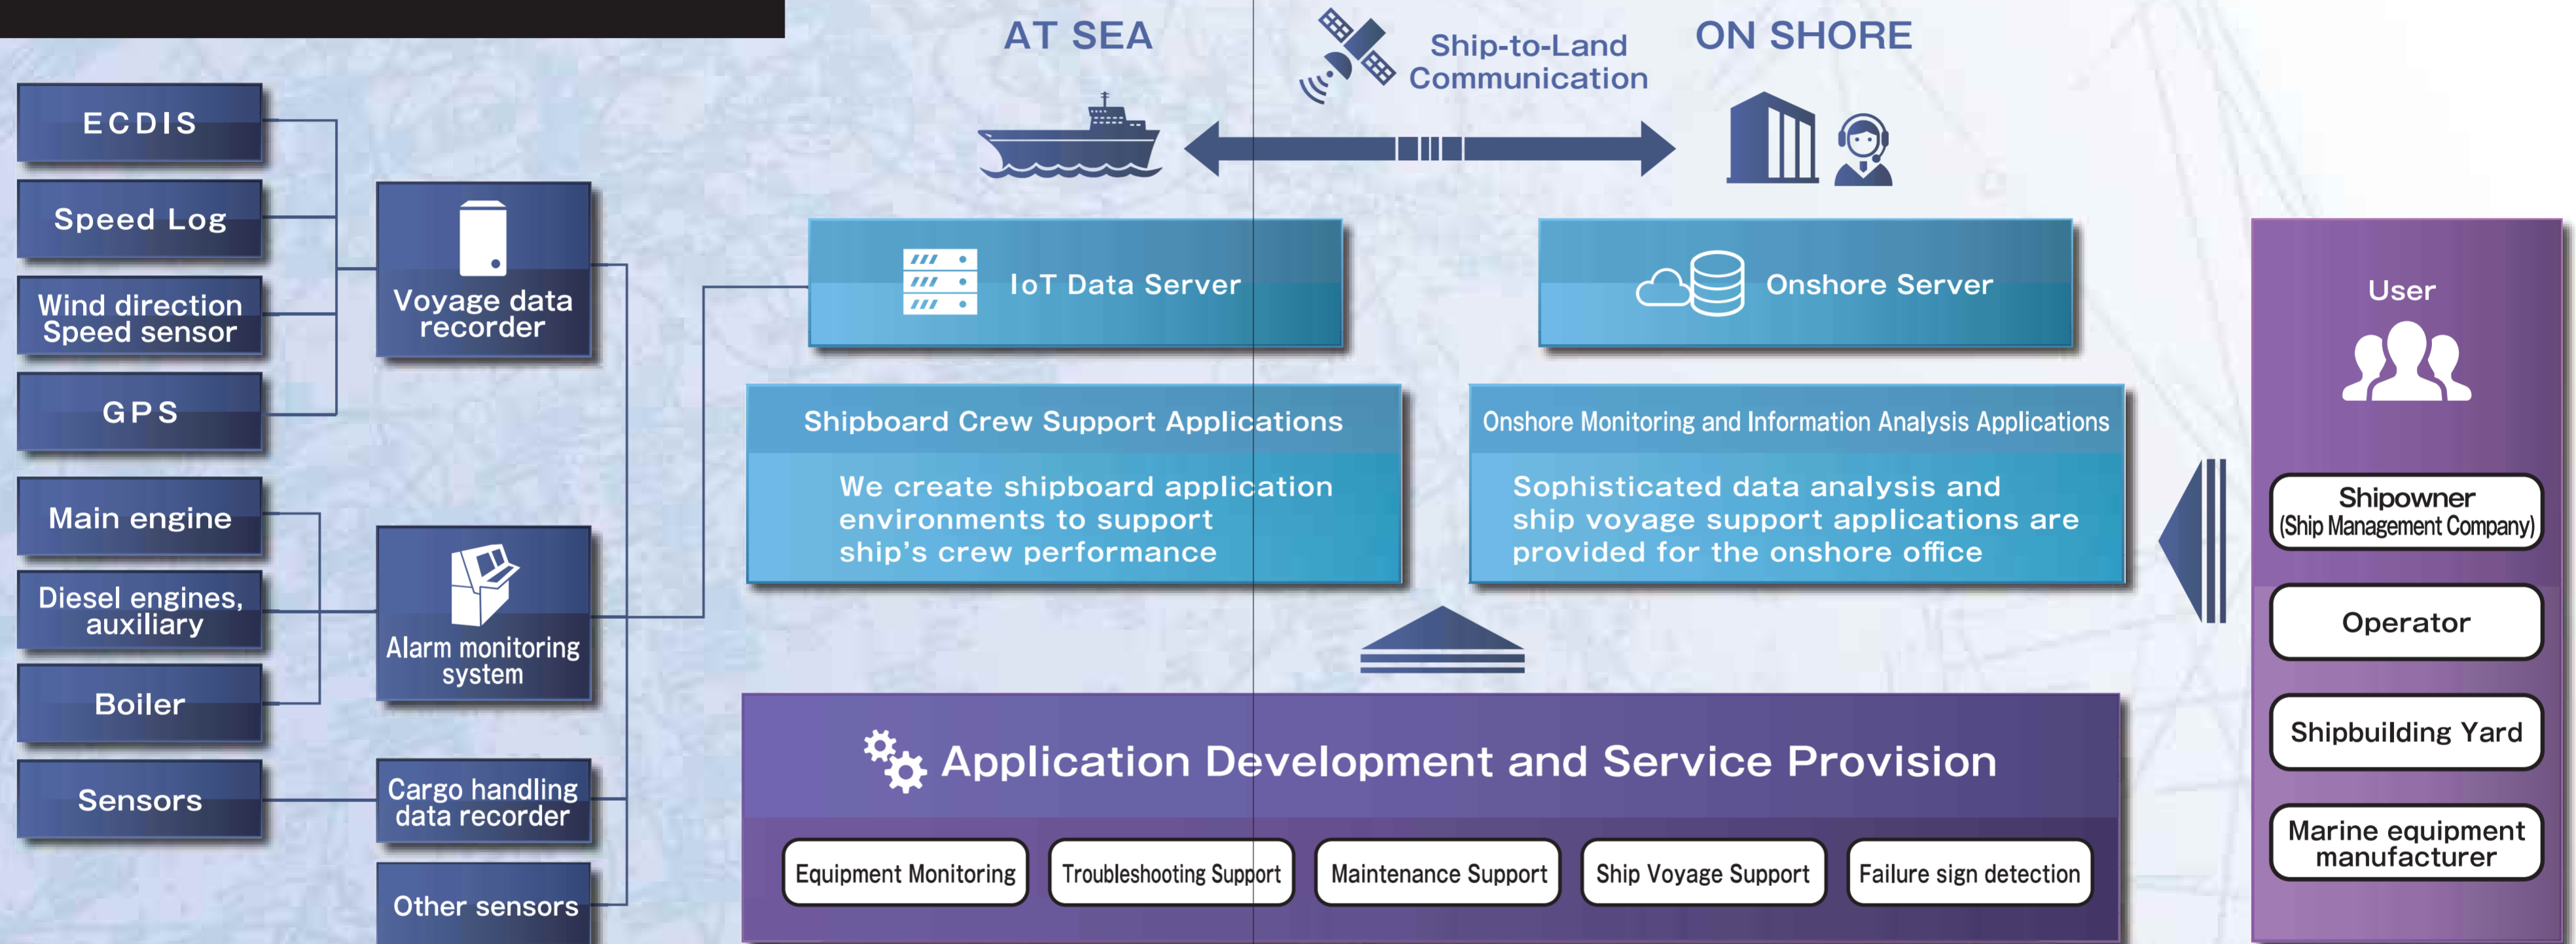 AT SEA
Ship-to-Land
Communication
ON SHORE
ECDIS
Speed Log
Wind direction
Speed sensor
GPS
Main engine
Diesel engines,
auxiliary
Boiler
Sensors
Voyage data
recorder
Alarm monitoring
system
Cargo handling
data recorder
Other sensors
IoT Data Server
Onshore Server
Shipboard Crew Support Applications
We create shipboard application
environments to support
ship's crew performance
Onshore Monitoring and Information Analysis Applications
Sophisticated data analysis and
ship voyage support applications are
provided for the onshore office
Application Development and Service Provision
Equipment Monitoring
Troubleshooting Support
Maintenance Support
Ship Voyage Support
Failure sign detection
User
Shipowner
(Ship Management Company)
Operator
Shipbuilding Yard
Marine equipment
manufacturer